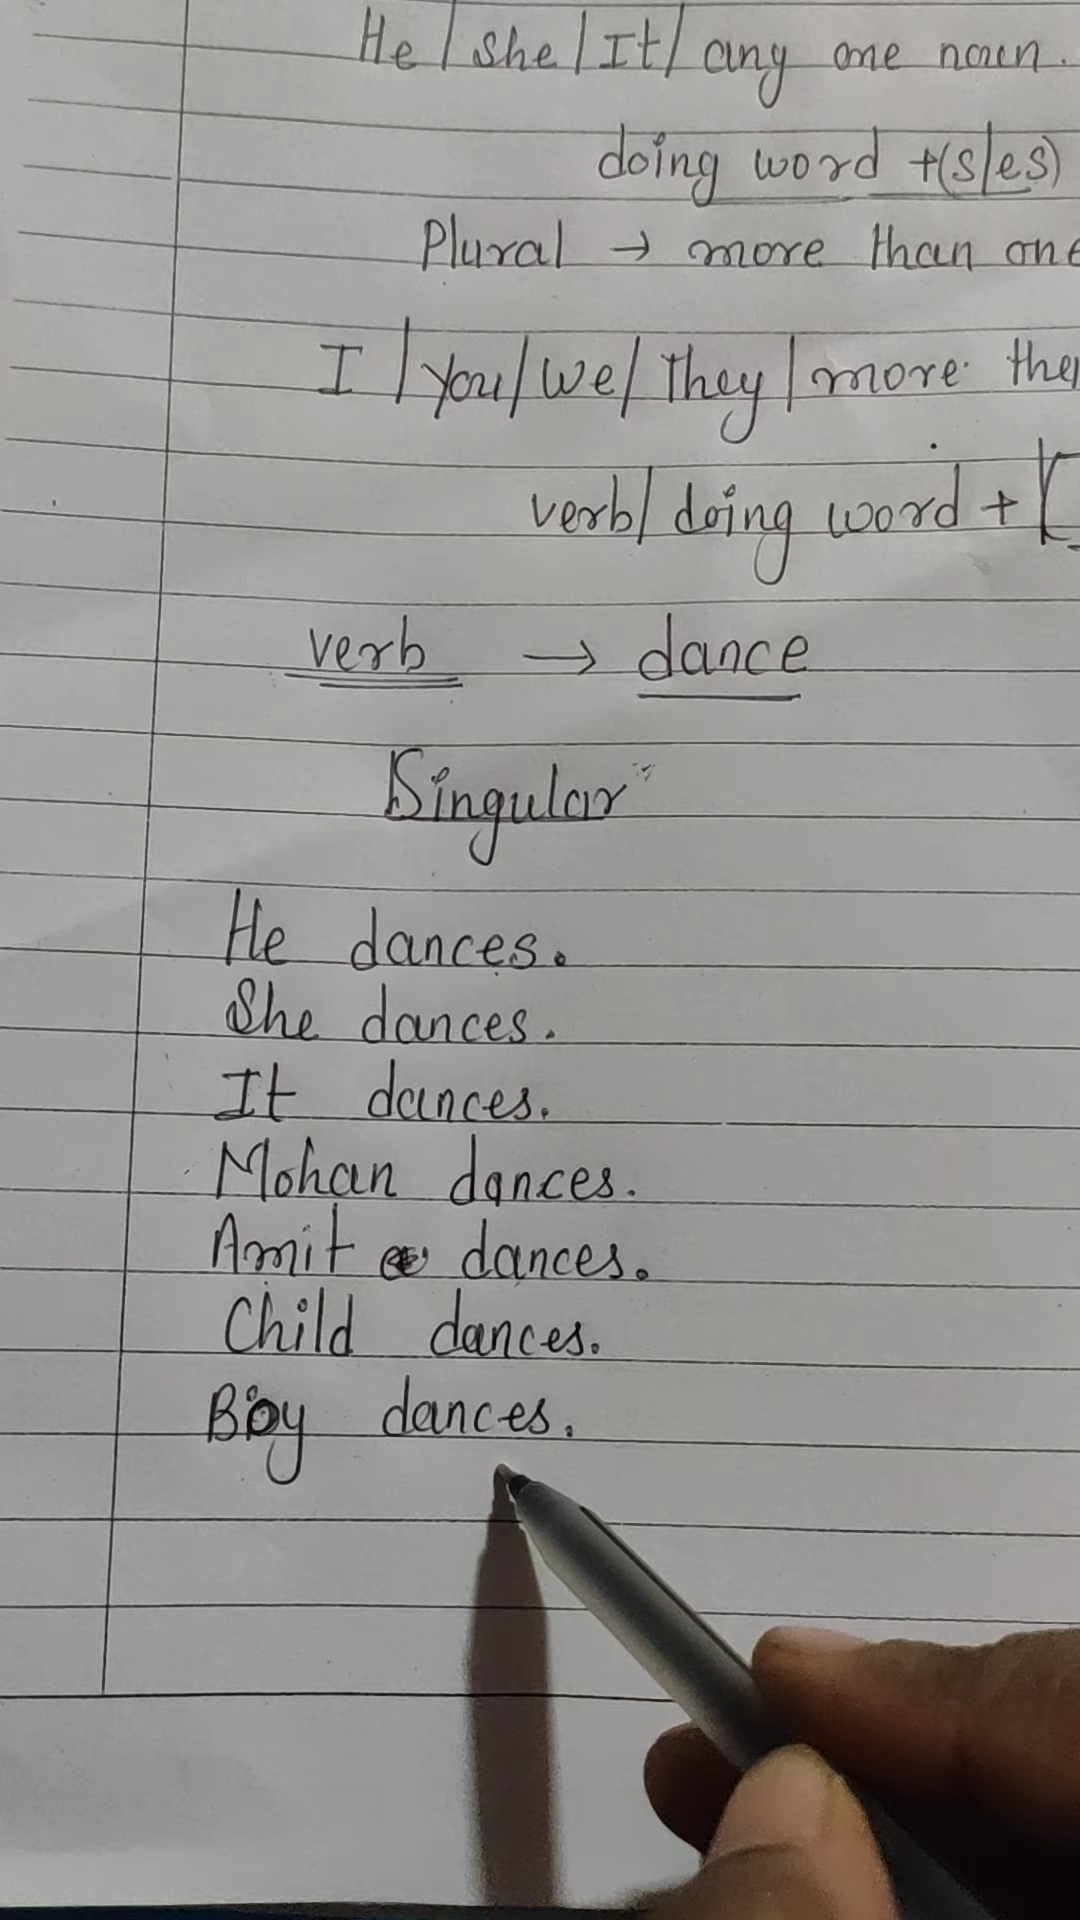 He/She/It/ any one noun.
doing word +(s/es)
Plural → more than one
I/you/we/they/more
verb/doing word +
verb → dance
Singular
He dances.
She dances.
It dances.
Mohan dances.
Amit dances.
Child dances.
Boy dances.